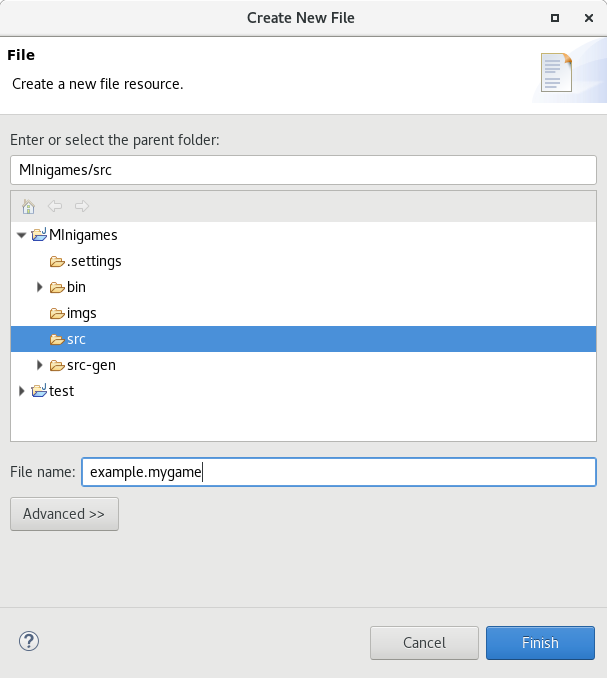 Create New File
File
Create a new file resource.
Enter or select the parent folder:
MInigames/src
MInigames
.settings
bin
imgs
src
src-gen
test
File name: example.mygame
Advanced >>
? Cancel Finish